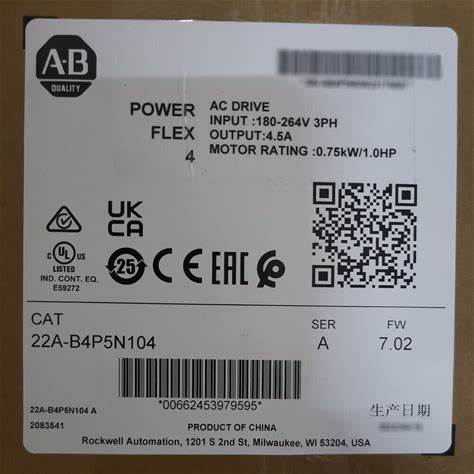 A-B
QUALITY
POWER
FLEX
4
AC DRIVE
INPUT :180-264V 3PH
OUTPUT:4.5A
MOTOR RATING :0.75kW/1.0HP
UK
CA
c UL US
LISTED
IND. CONT. EQ.
E59272
25
CE
EAC
CAT
22A-B4P5N104
SER
A
FW
7.02
22A-B4P5N104 A
2083541
*00662453979595*
生产日期
PRODUCT OF CHINA
Rockwell Automation, 1201 S 2nd St, Milwaukee, WI 53204, USA